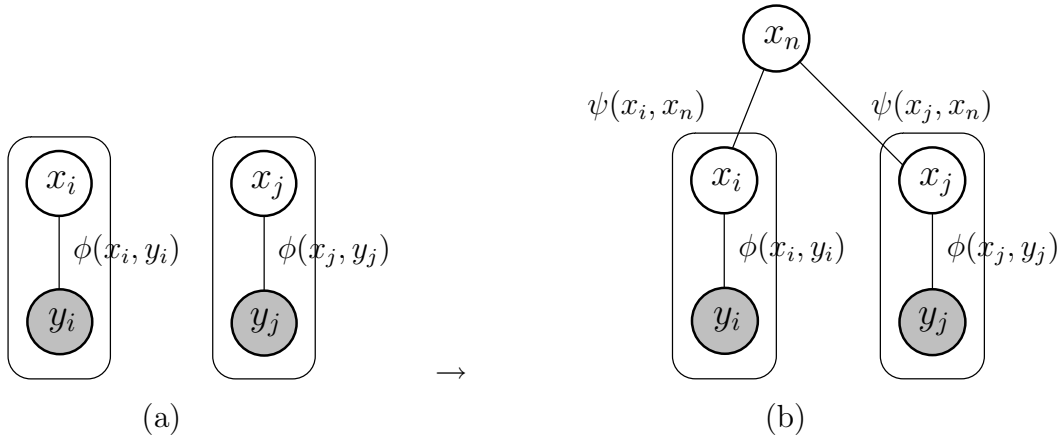 x_n
ψ(x_i, x_n) ψ(x_j, x_n)
x_i x_j x_i x_j
ϕ(x_i, y_i) ϕ(x_j, y_j) ϕ(x_i, y_i) ϕ(x_j, y_j)
y_i y_j y_i y_j
→
(a) (b)